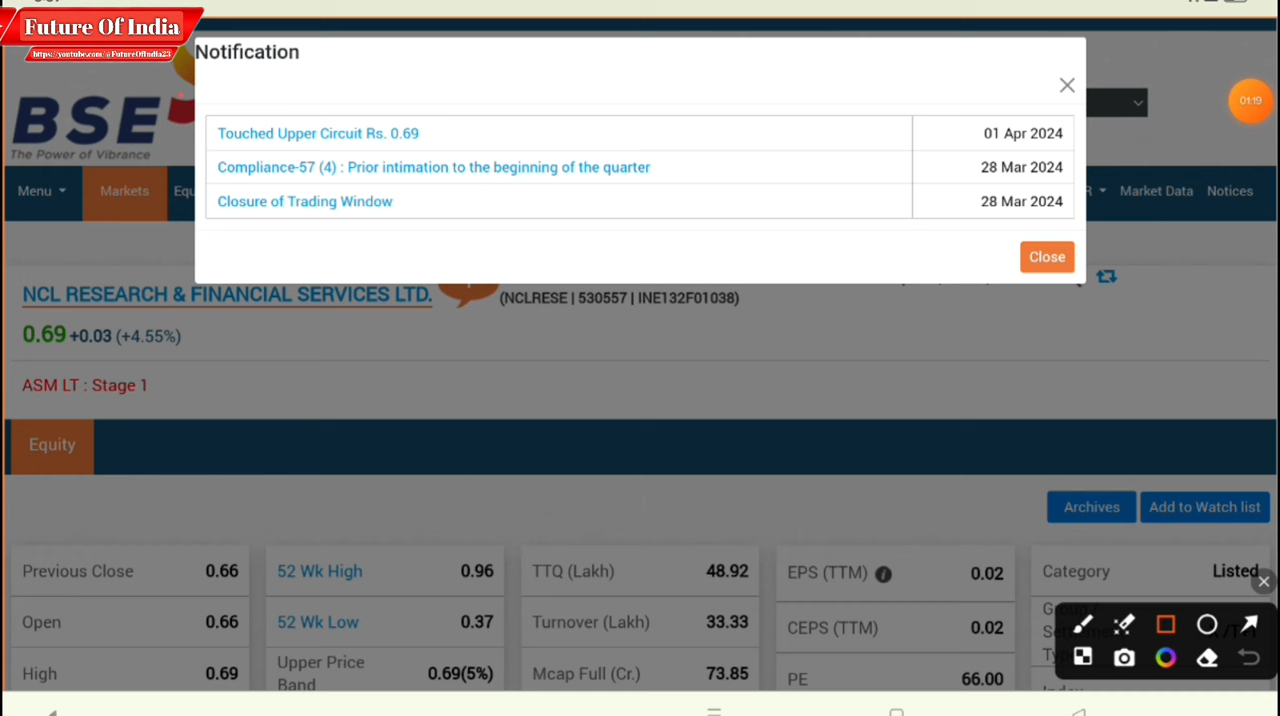 Future Of India
https://youtube.com/@FutureOfIndia23
Notification
Touched Upper Circuit Rs. 0.69 01 Apr 2024
Compliance-57 (4) : Prior intimation to the beginning of the quarter 28 Mar 2024
Closure of Trading Window 28 Mar 2024
Close
01:19
BSE
The Power of Vibrance
Menu Markets Equ R Market Data Notices
NCL RESEARCH & FINANCIAL SERVICES LTD. (NCLRESE | 530557 | INE132F01038)
0.69 +0.03 (+4.55%)
ASM LT : Stage 1
Equity
Archives Add to Watch list
Previous Close 0.66 52 Wk High 0.96 TTQ (Lakh) 48.92 EPS (TTM) 0.02 Category Listed
Open 0.66 52 Wk Low 0.37 Turnover (Lakh) 33.33 CEPS (TTM) 0.02
High 0.69 Upper Price Band 0.69(5%) Mcap Full (Cr.) 73.85 PE 66.00